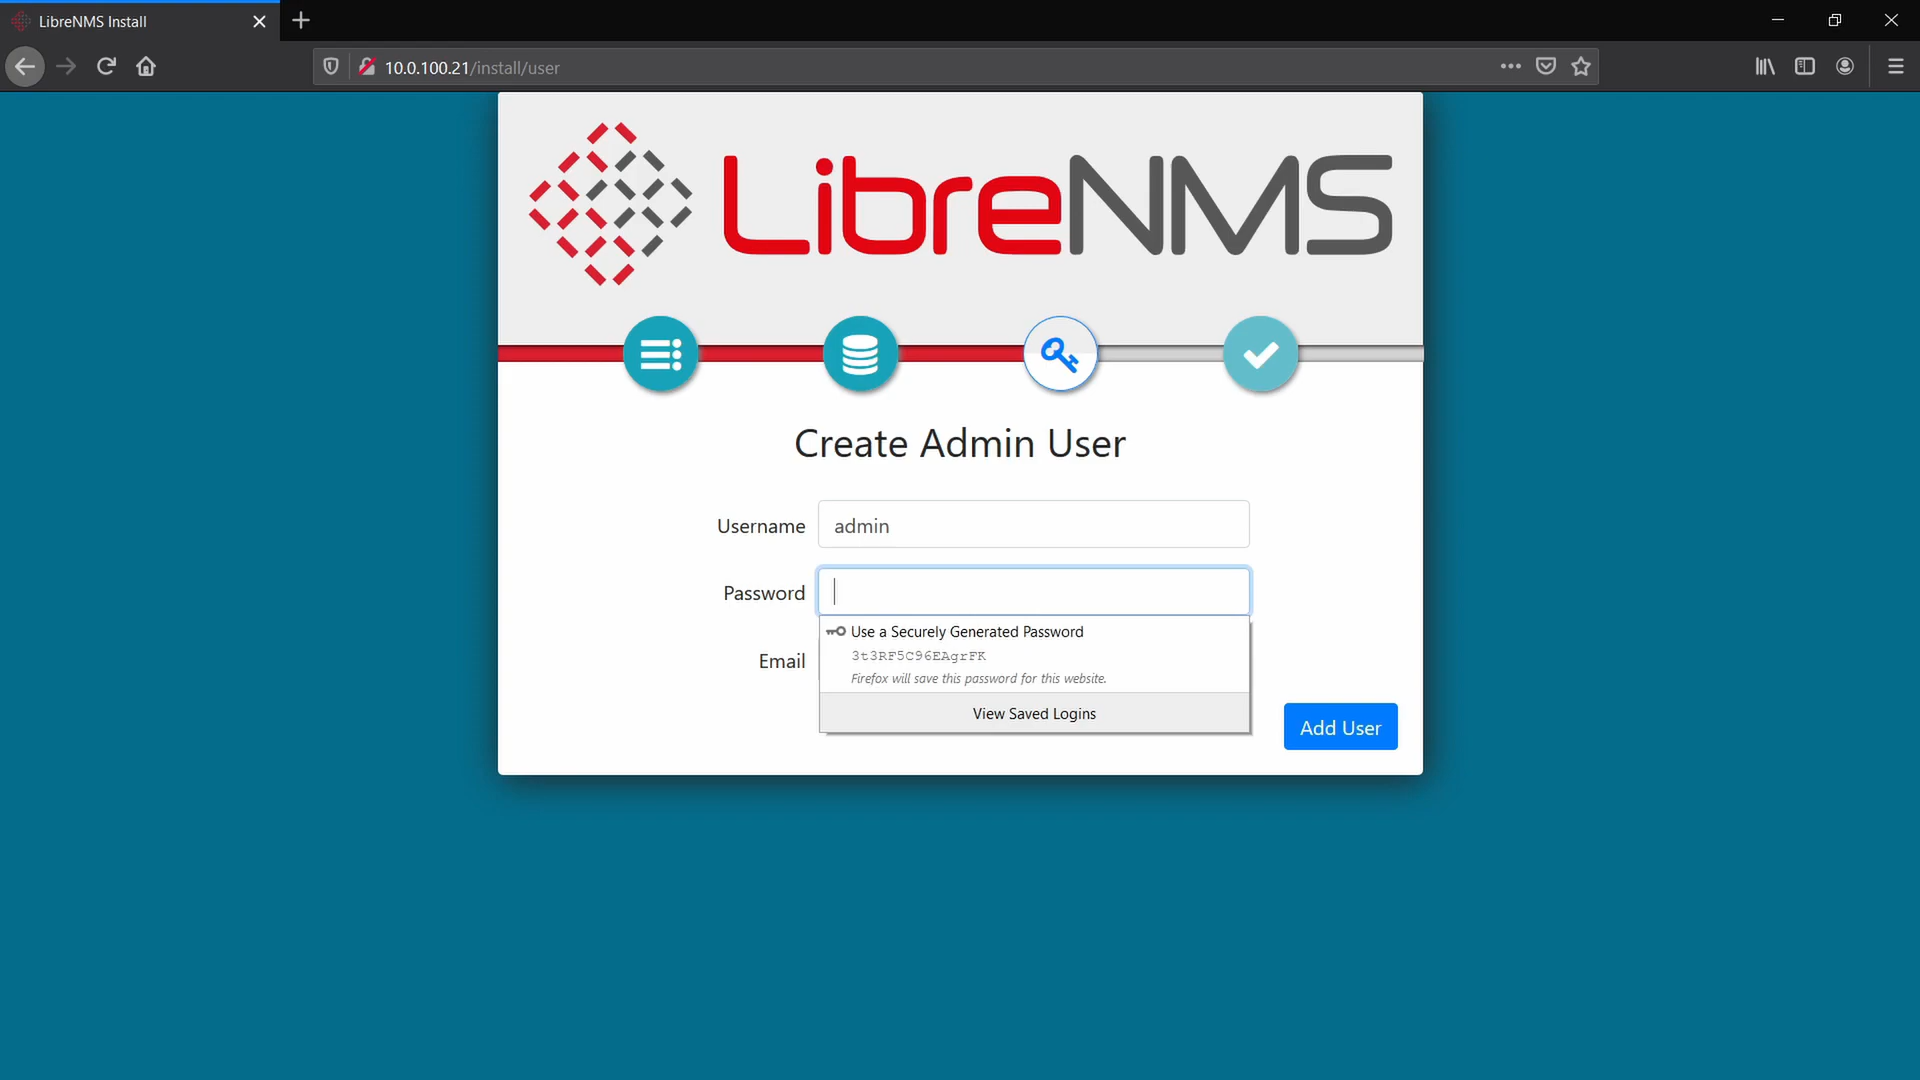 LibreNMS Install
10.0.100.21/install/user
LibreNMS
Create Admin User
Username
admin
Password
Use a Securely Generated Password
3t3RF5C96EAgrFK
Firefox will save this password for this website.
Email
View Saved Logins
Add User